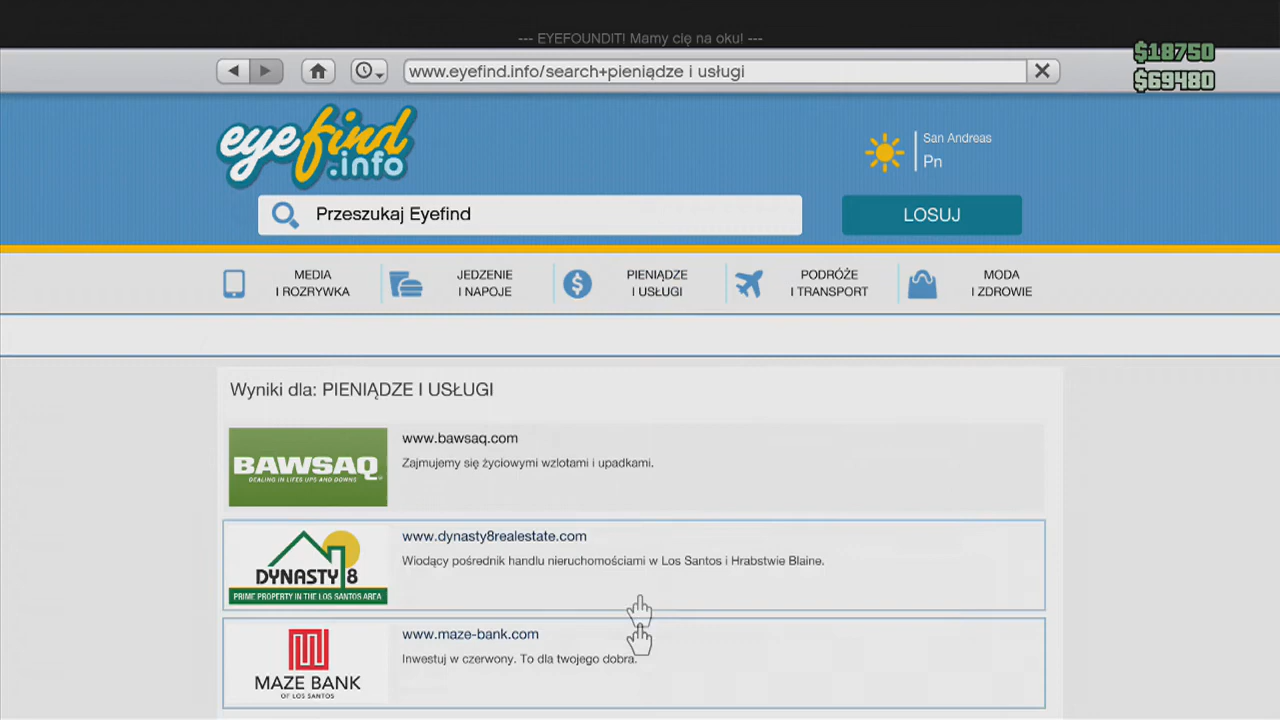 --- EYEFOUNDIT! Mamy cię na oku! ---
$18750
$69480
www.eyefind.info/search+pieniądze i usługi
eyefind
.info
San Andreas
Pn
Przeszukaj Eyefind
LOSUJ
MEDIA
I ROZRYWKA
JEDZENIE
I NAPOJE
PIENIĄDZE
I USŁUGI
PODRÓŻE
I TRANSPORT
MODA
I ZDROWIE
Wyniki dla: PIENIĄDZE I USŁUGI
BAWSAQ
DEALING IN LIFES UPS AND DOWNS
www.bawsaq.com
Zajmujemy się życiowymi wzlotami i upadkami.
DYNASTY 8
PRIME PROPERTY IN THE LOS SANTOS AREA
www.dynasty8realestate.com
Wiodący pośrednik handlu nieruchomościami w Los Santos i Hrabstwie Blaine.
MAZE BANK
OF LOS SANTOS
www.maze-bank.com
Inwestuj w czerwony. To dla twojego dobra.